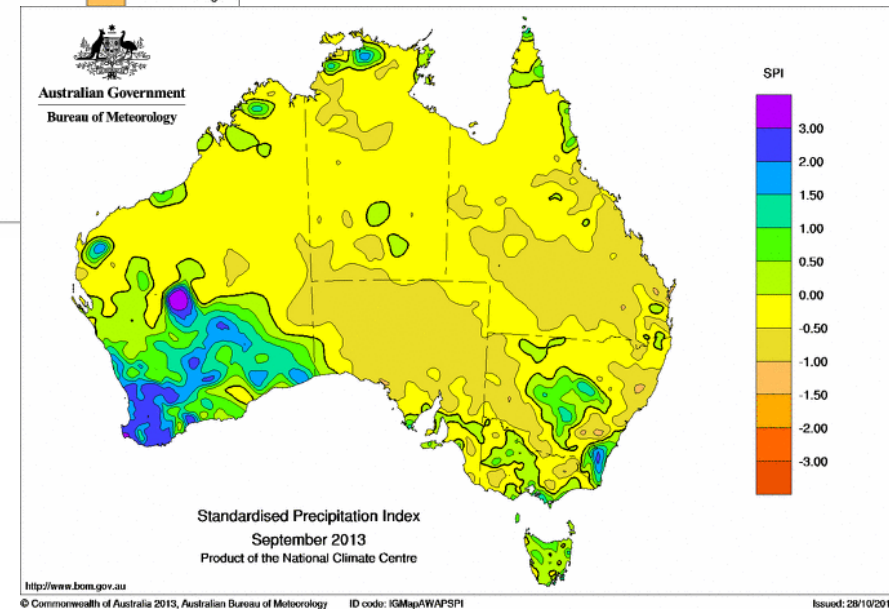 Australian Government
Bureau of Meteorology
SPI
3.00
2.00
1.50
1.00
0.50
0.00
-0.50
-1.00
-1.50
-2.00
-3.00
Standardised Precipitation Index
September 2013
Product of the National Climate Centre
http://www.bom.gov.au
© Commonwealth of Australia 2013, Australian Bureau of Meteorology ID code: IGMapAWAPSPI Issued: 28/10/201